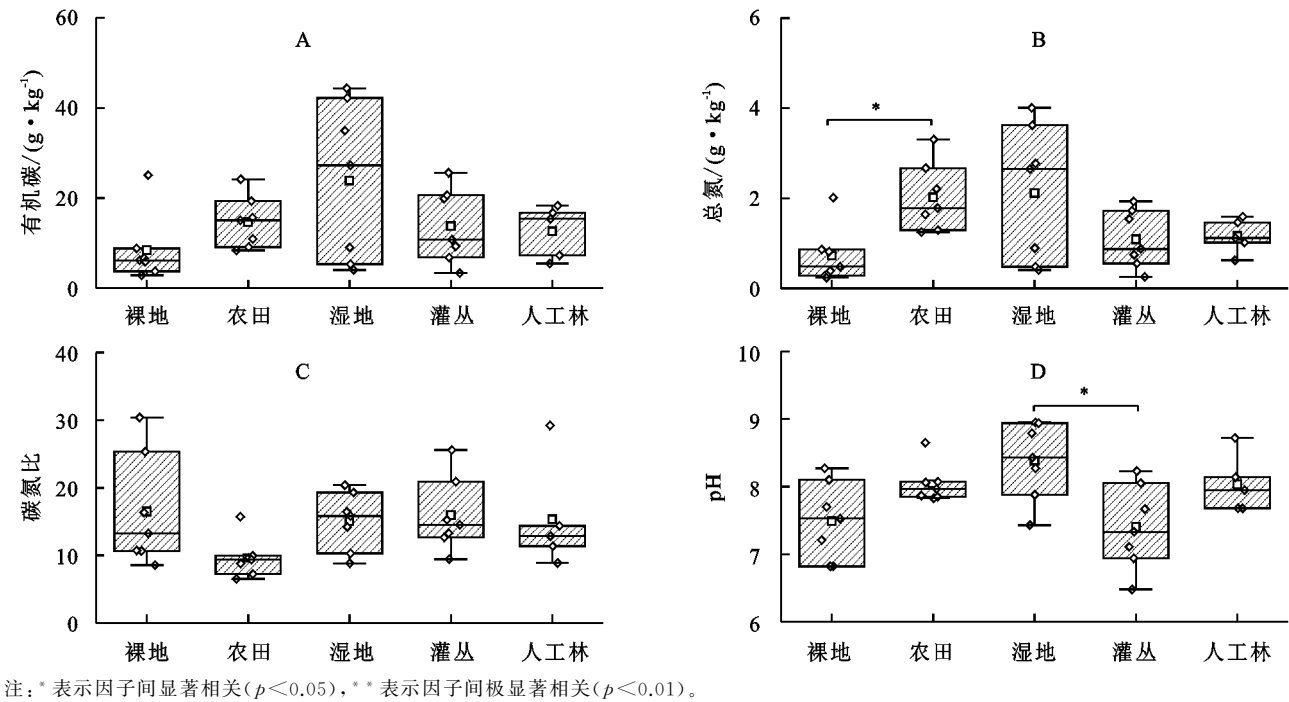 A
有机碳/(g·kg⁻¹)
60
40
20
0
裸地 农田 湿地 灌丛 人工林
B
总氮/(g·kg⁻¹)
6
4
2
0
*
裸地 农田 湿地 灌丛 人工林
C
碳氮比
40
30
20
10
0
裸地 农田 湿地 灌丛 人工林
D
pH
10
9
8
7
6
*
裸地 农田 湿地 灌丛 人工林
注:* 表示因子间显著相关(p<0.05),** 表示因子间极显著相关(p<0.01)。